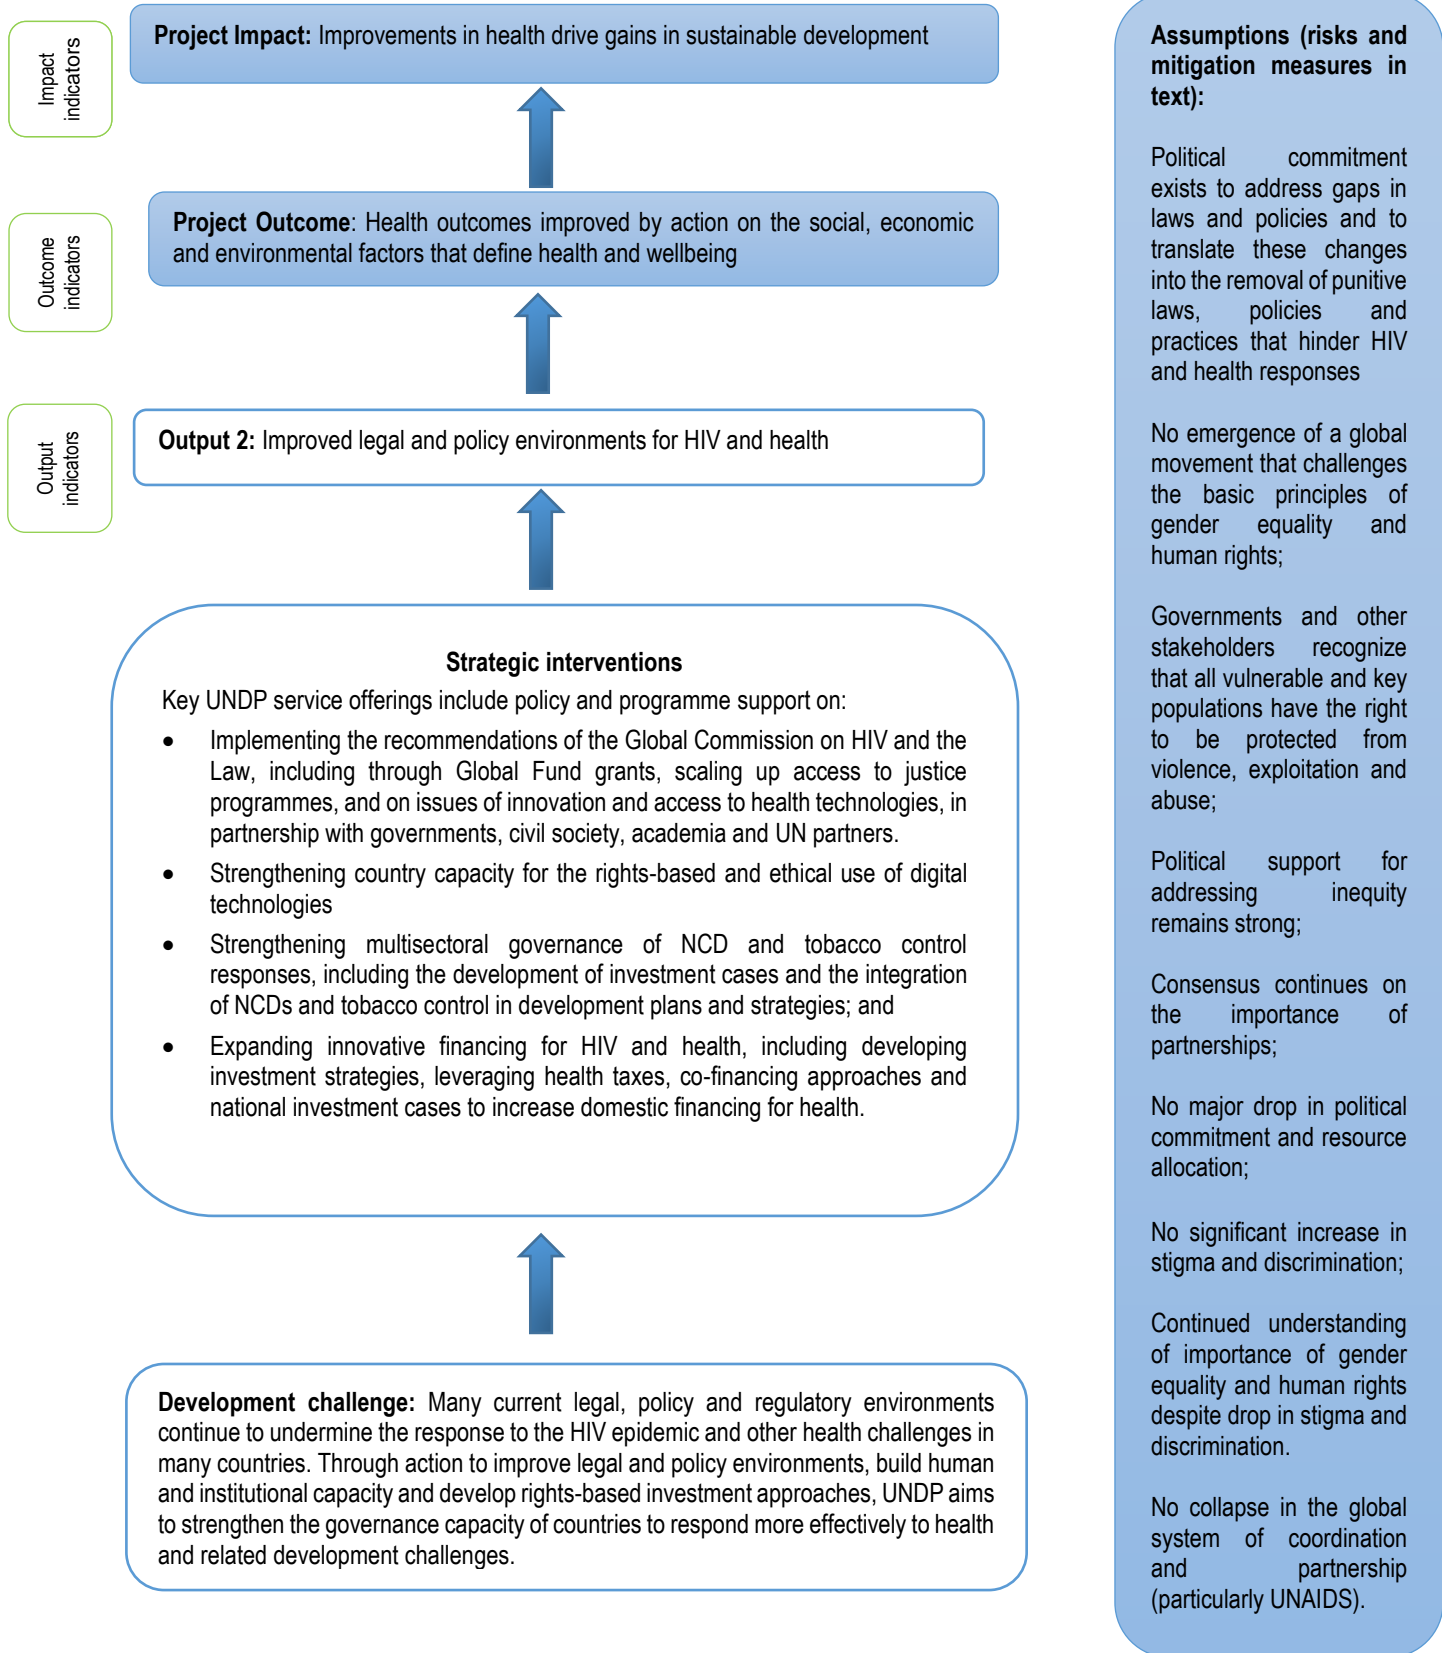 Impact
indicators
Project Impact: Improvements in health drive gains in sustainable development
Outcome
indicators
Project Outcome: Health outcomes improved by action on the social, economic
and environmental factors that define health and wellbeing
Output
indicators
Output 2: Improved legal and policy environments for HIV and health
Strategic interventions
Key UNDP service offerings include policy and programme support on:
• Implementing the recommendations of the Global Commission on HIV and the
Law, including through Global Fund grants, scaling up access to justice
programmes, and on issues of innovation and access to health technologies, in
partnership with governments, civil society, academia and UN partners.
• Strengthening country capacity for the rights-based and ethical use of digital
technologies
• Strengthening multisectoral governance of NCD and tobacco control
responses, including the development of investment cases and the integration
of NCDs and tobacco control in development plans and strategies; and
• Expanding innovative financing for HIV and health, including developing
investment strategies, leveraging health taxes, co-financing approaches and
national investment cases to increase domestic financing for health.
Development challenge: Many current legal, policy and regulatory environments
continue to undermine the response to the HIV epidemic and other health challenges in
many countries. Through action to improve legal and policy environments, build human
and institutional capacity and develop rights-based investment approaches, UNDP aims
to strengthen the governance capacity of countries to respond more effectively to health
and related development challenges.
Assumptions (risks and
mitigation measures in
text):
Political commitment
exists to address gaps in
laws and policies and to
translate these changes
into the removal of punitive
laws, policies and
practices that hinder HIV
and health responses
No emergence of a global
movement that challenges
the basic principles of
gender equality and
human rights;
Governments and other
stakeholders recognize
that all vulnerable and key
populations have the right
to be protected from
violence, exploitation and
abuse;
Political support for
addressing inequity
remains strong;
Consensus continues on
the importance of
partnerships;
No major drop in political
commitment and resource
allocation;
No significant increase in
stigma and discrimination;
Continued understanding
of importance of gender
equality and human rights
despite drop in stigma and
discrimination.
No collapse in the global
system of coordination
and partnership
(particularly UNAIDS).